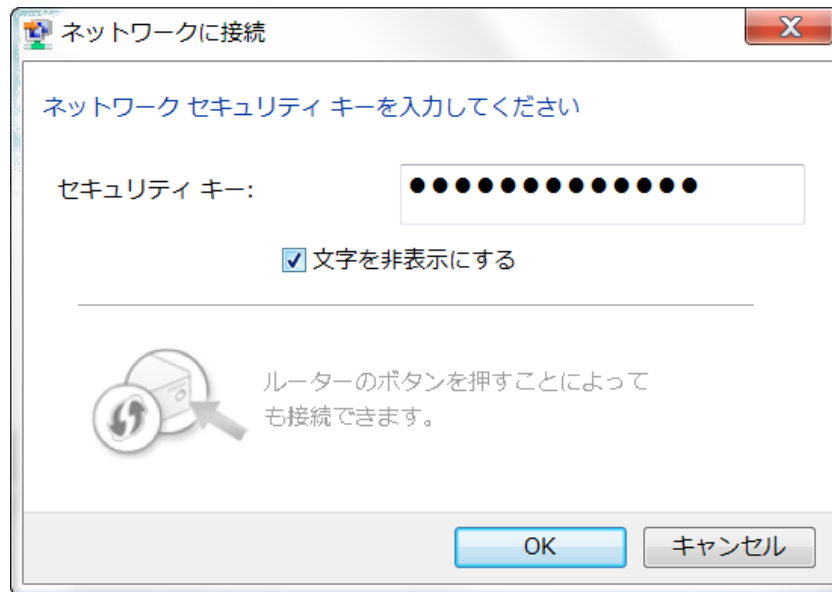 ネットワークに接続
ネットワーク セキュリティ キーを入力してください
セキュリティ キー: ●●●●●●●●●●●●●
文字を非表示にする
ルーターのボタンを押すことによって
も接続できます。
OK キャンセル